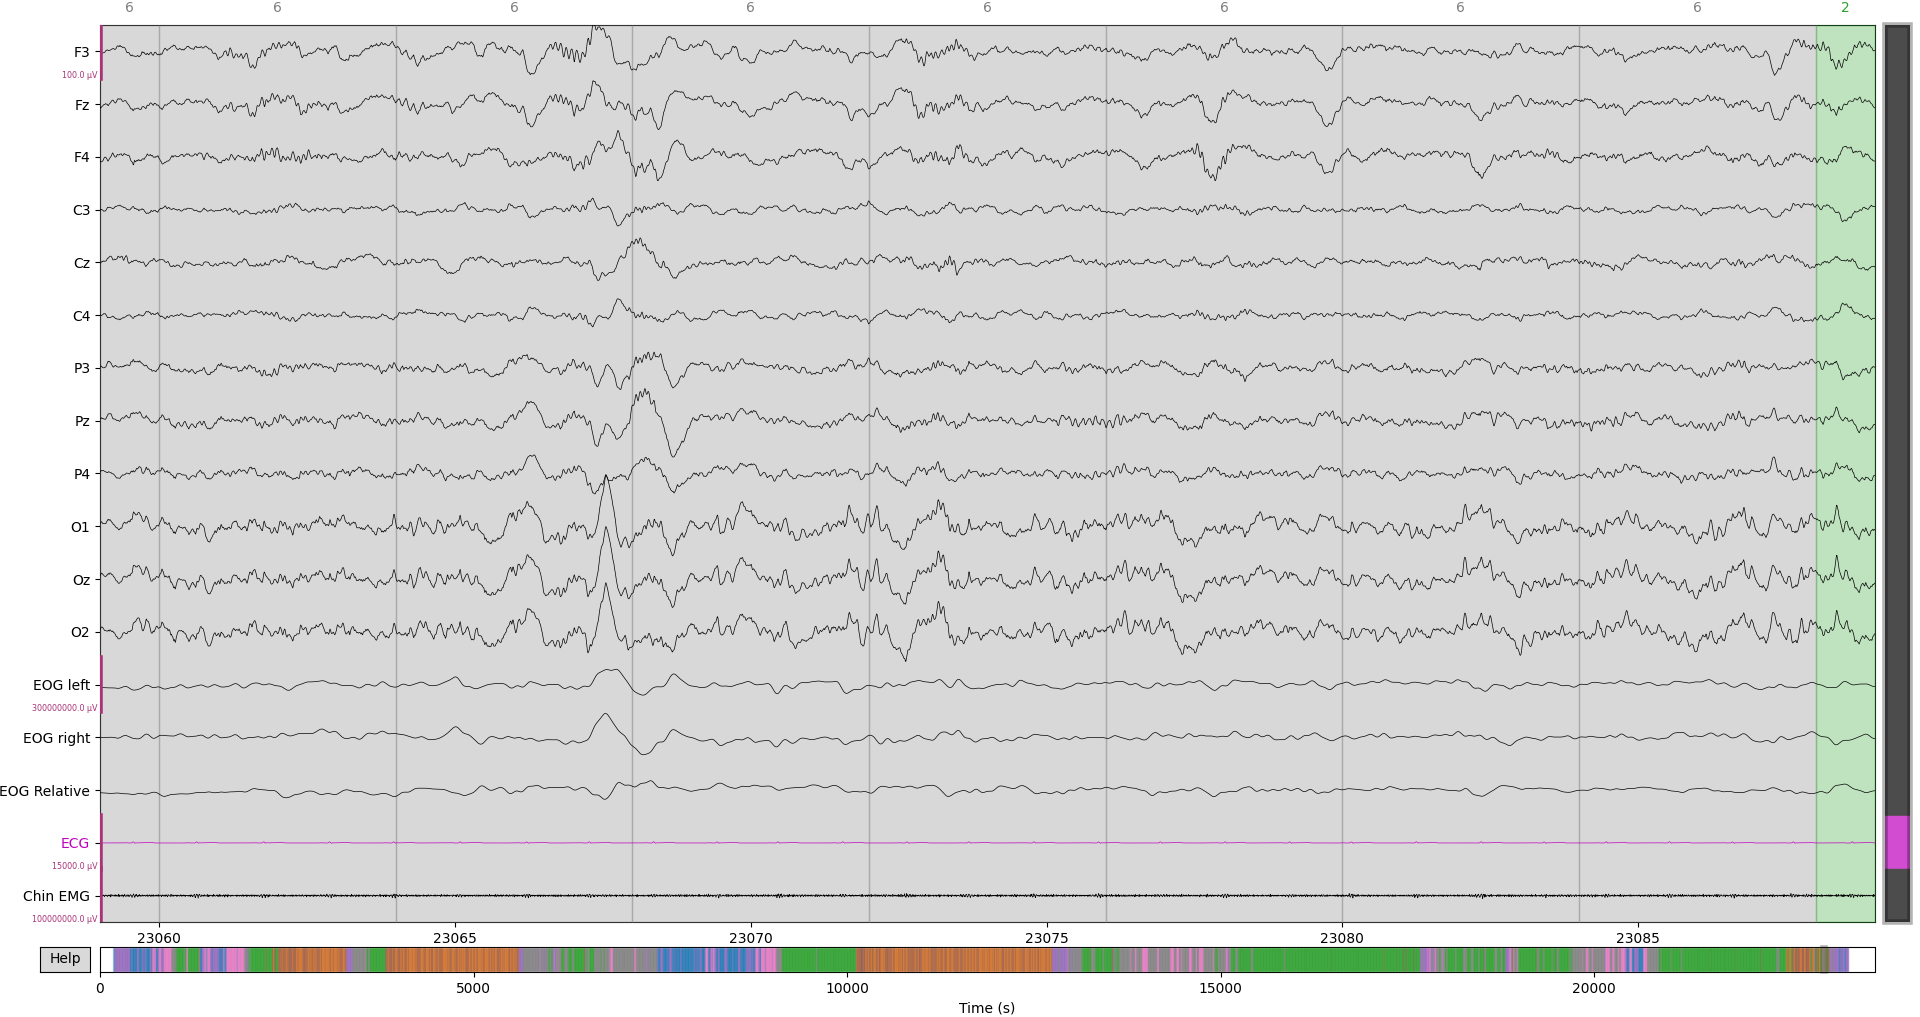 6 6 6 6 6 6 6 6 2
F3
100.0 µV
Fz
F4
C3
Cz
C4
P3
Pz
P4
O1
Oz
O2
EOG left
300000000.0 µV
EOG right
EOG Relative
ECG
15000.0 µV
Chin EMG
100000000.0 µV
23060 23065 23070 23075 23080 23085
Help
0 5000 10000 15000 20000
Time (s)